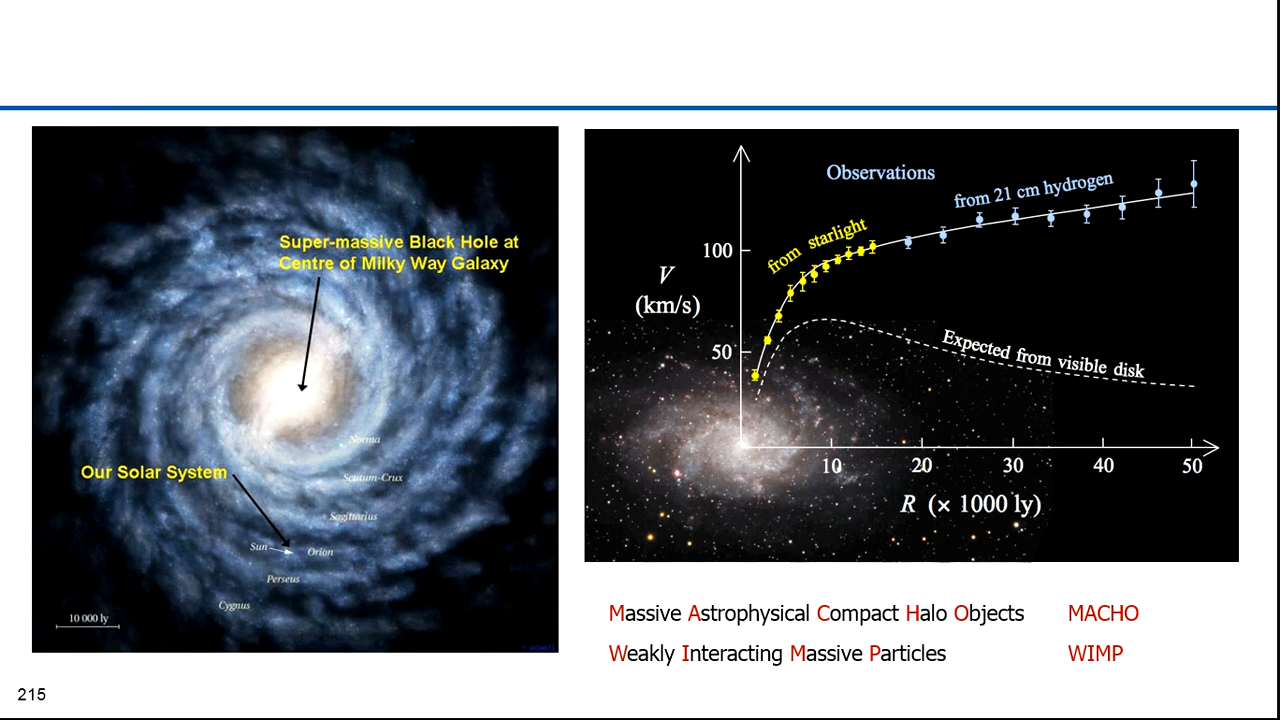 Super-massive Black Hole at
Centre of Milky Way Galaxy
Norma
Our Solar System
Scutum-Crux
Sagittarius
Sun
Orion
Perseus
Cygnus
10 000 ly
Observations
from 21 cm hydrogen
from starlight
100
V
(km/s)
50
Expected from visible disk
10 20 30 40 50
R (× 1000 ly)
Massive Astrophysical Compact Halo Objects MACHO
Weakly Interacting Massive Particles WIMP
215